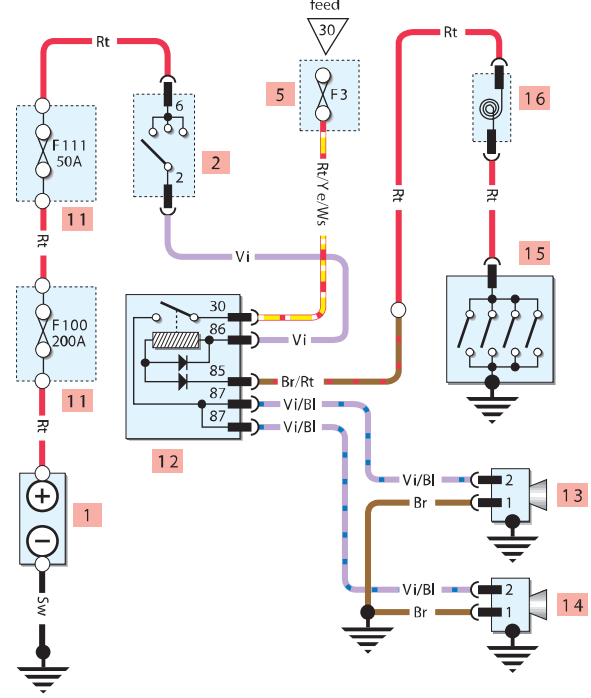 feed
30
Rt
Rt
6
F3
5
16
F111
50A
2
2
11
Rt/Ye/Ws
Rt
Rt
Rt
Vi
15
30
86
Vi
F100
200A
85
Br/Rt
87
Vi/Bl
87
Vi/Bl
11
12
Rt
Vi/Bl
2
13
Br
1
+
1
−
Vi/Bl
2
14
Br
1
Sw